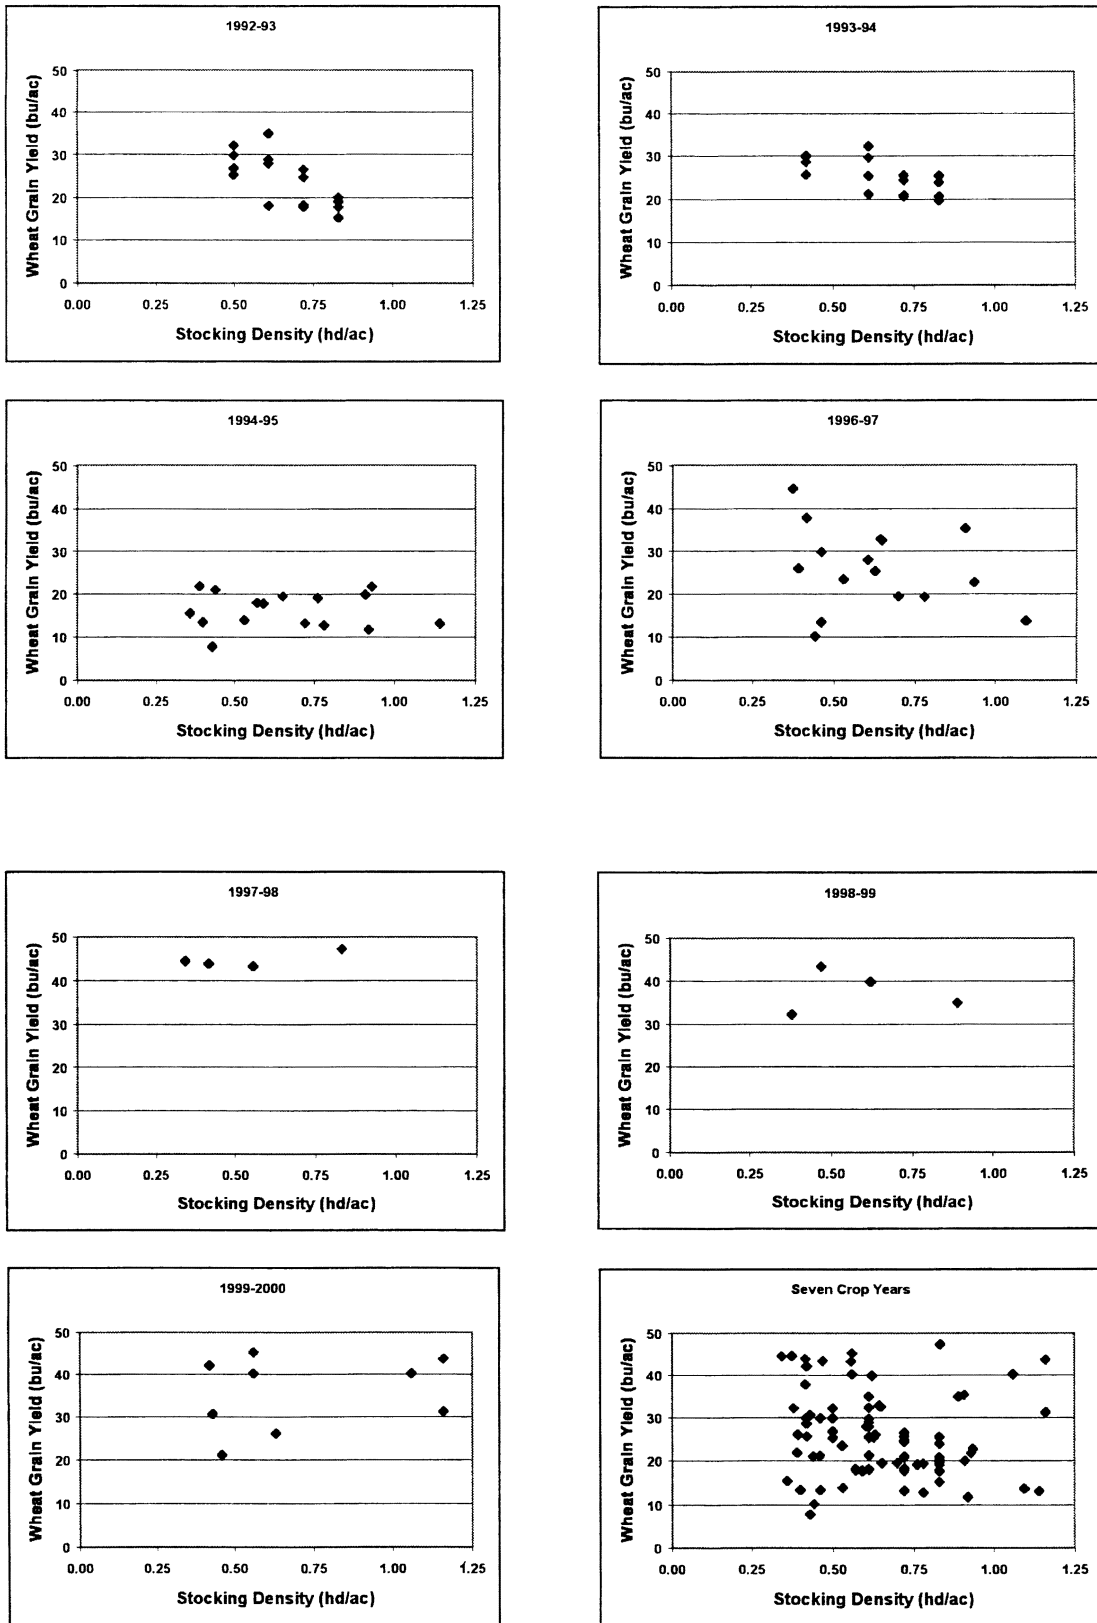 1992-93
Wheat Grain Yield (bu/ac)
50
40
30
20
10
0
0.00 0.25 0.50 0.75 1.00 1.25
Stocking Density (hd/ac)
1993-94
Wheat Grain Yield (bu/ac)
50
40
30
20
10
0
0.00 0.25 0.50 0.75 1.00 1.25
Stocking Density (hd/ac)
1994-95
Wheat Grain Yield (bu/ac)
50
40
30
20
10
0
0.00 0.25 0.50 0.75 1.00 1.25
Stocking Density (hd/ac)
1996-97
Wheat Grain Yield (bu/ac)
50
40
30
20
10
0
0.00 0.25 0.50 0.75 1.00 1.25
Stocking Density (hd/ac)
1997-98
Wheat Grain Yield (bu/ac)
50
40
30
20
10
0
0.00 0.25 0.50 0.75 1.00 1.25
Stocking Density (hd/ac)
1998-99
Wheat Grain Yield (bu/ac)
50
40
30
20
10
0
0.00 0.25 0.50 0.75 1.00 1.25
Stocking Density (hd/ac)
1999-2000
Wheat Grain Yield (bu/ac)
50
40
30
20
10
0
0.00 0.25 0.50 0.75 1.00 1.25
Stocking Density (hd/ac)
Seven Crop Years
Wheat Grain Yield (bu/ac)
50
40
30
20
10
0
0.00 0.25 0.50 0.75 1.00 1.25
Stocking Density (hd/ac)